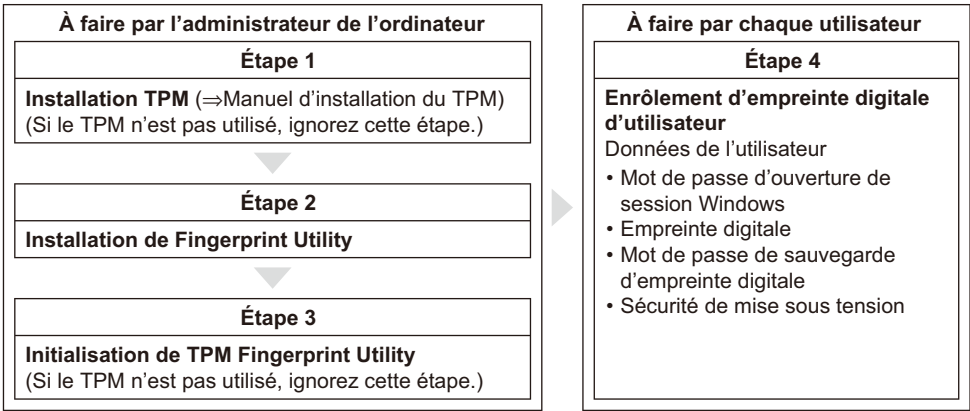 À faire par l’administrateur de l’ordinateur
Étape 1
Installation TPM (⇒Manuel d’installation du TPM)
(Si le TPM n’est pas utilisé, ignorez cette étape.)
Étape 2
Installation de Fingerprint Utility
Étape 3
Initialisation de TPM Fingerprint Utility
(Si le TPM n’est pas utilisé, ignorez cette étape.)
À faire par chaque utilisateur
Étape 4
Enrôlement d’empreinte digitale
d’utilisateur
Données de l’utilisateur
• Mot de passe d’ouverture de
session Windows
• Empreinte digitale
• Mot de passe de sauvegarde
d’empreinte digitale
• Sécurité de mise sous tension